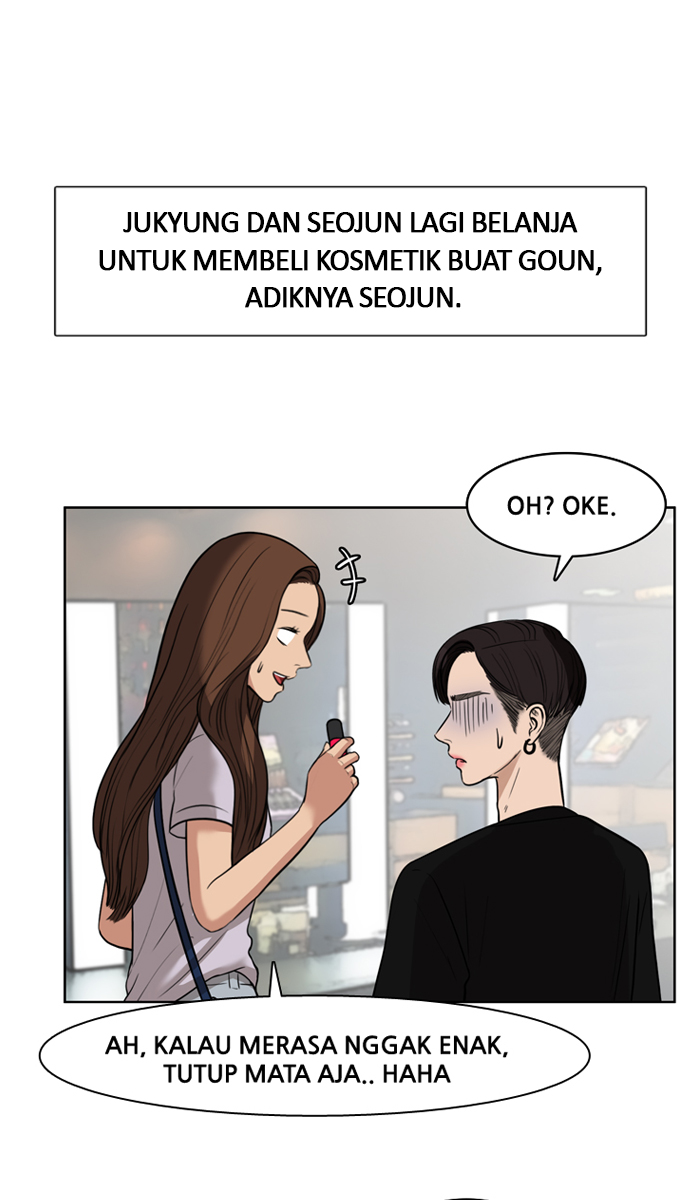 JUKYUNG DAN SEOJUN LAGI BELANJA
UNTUK MEMBELI KOSMETIK BUAT GOUN,
ADIKNYA SEOJUN.
OH? OKE.
AH, KALAU MERASA NGGAK ENAK,
TUTUP MATA AJA.. HAHA